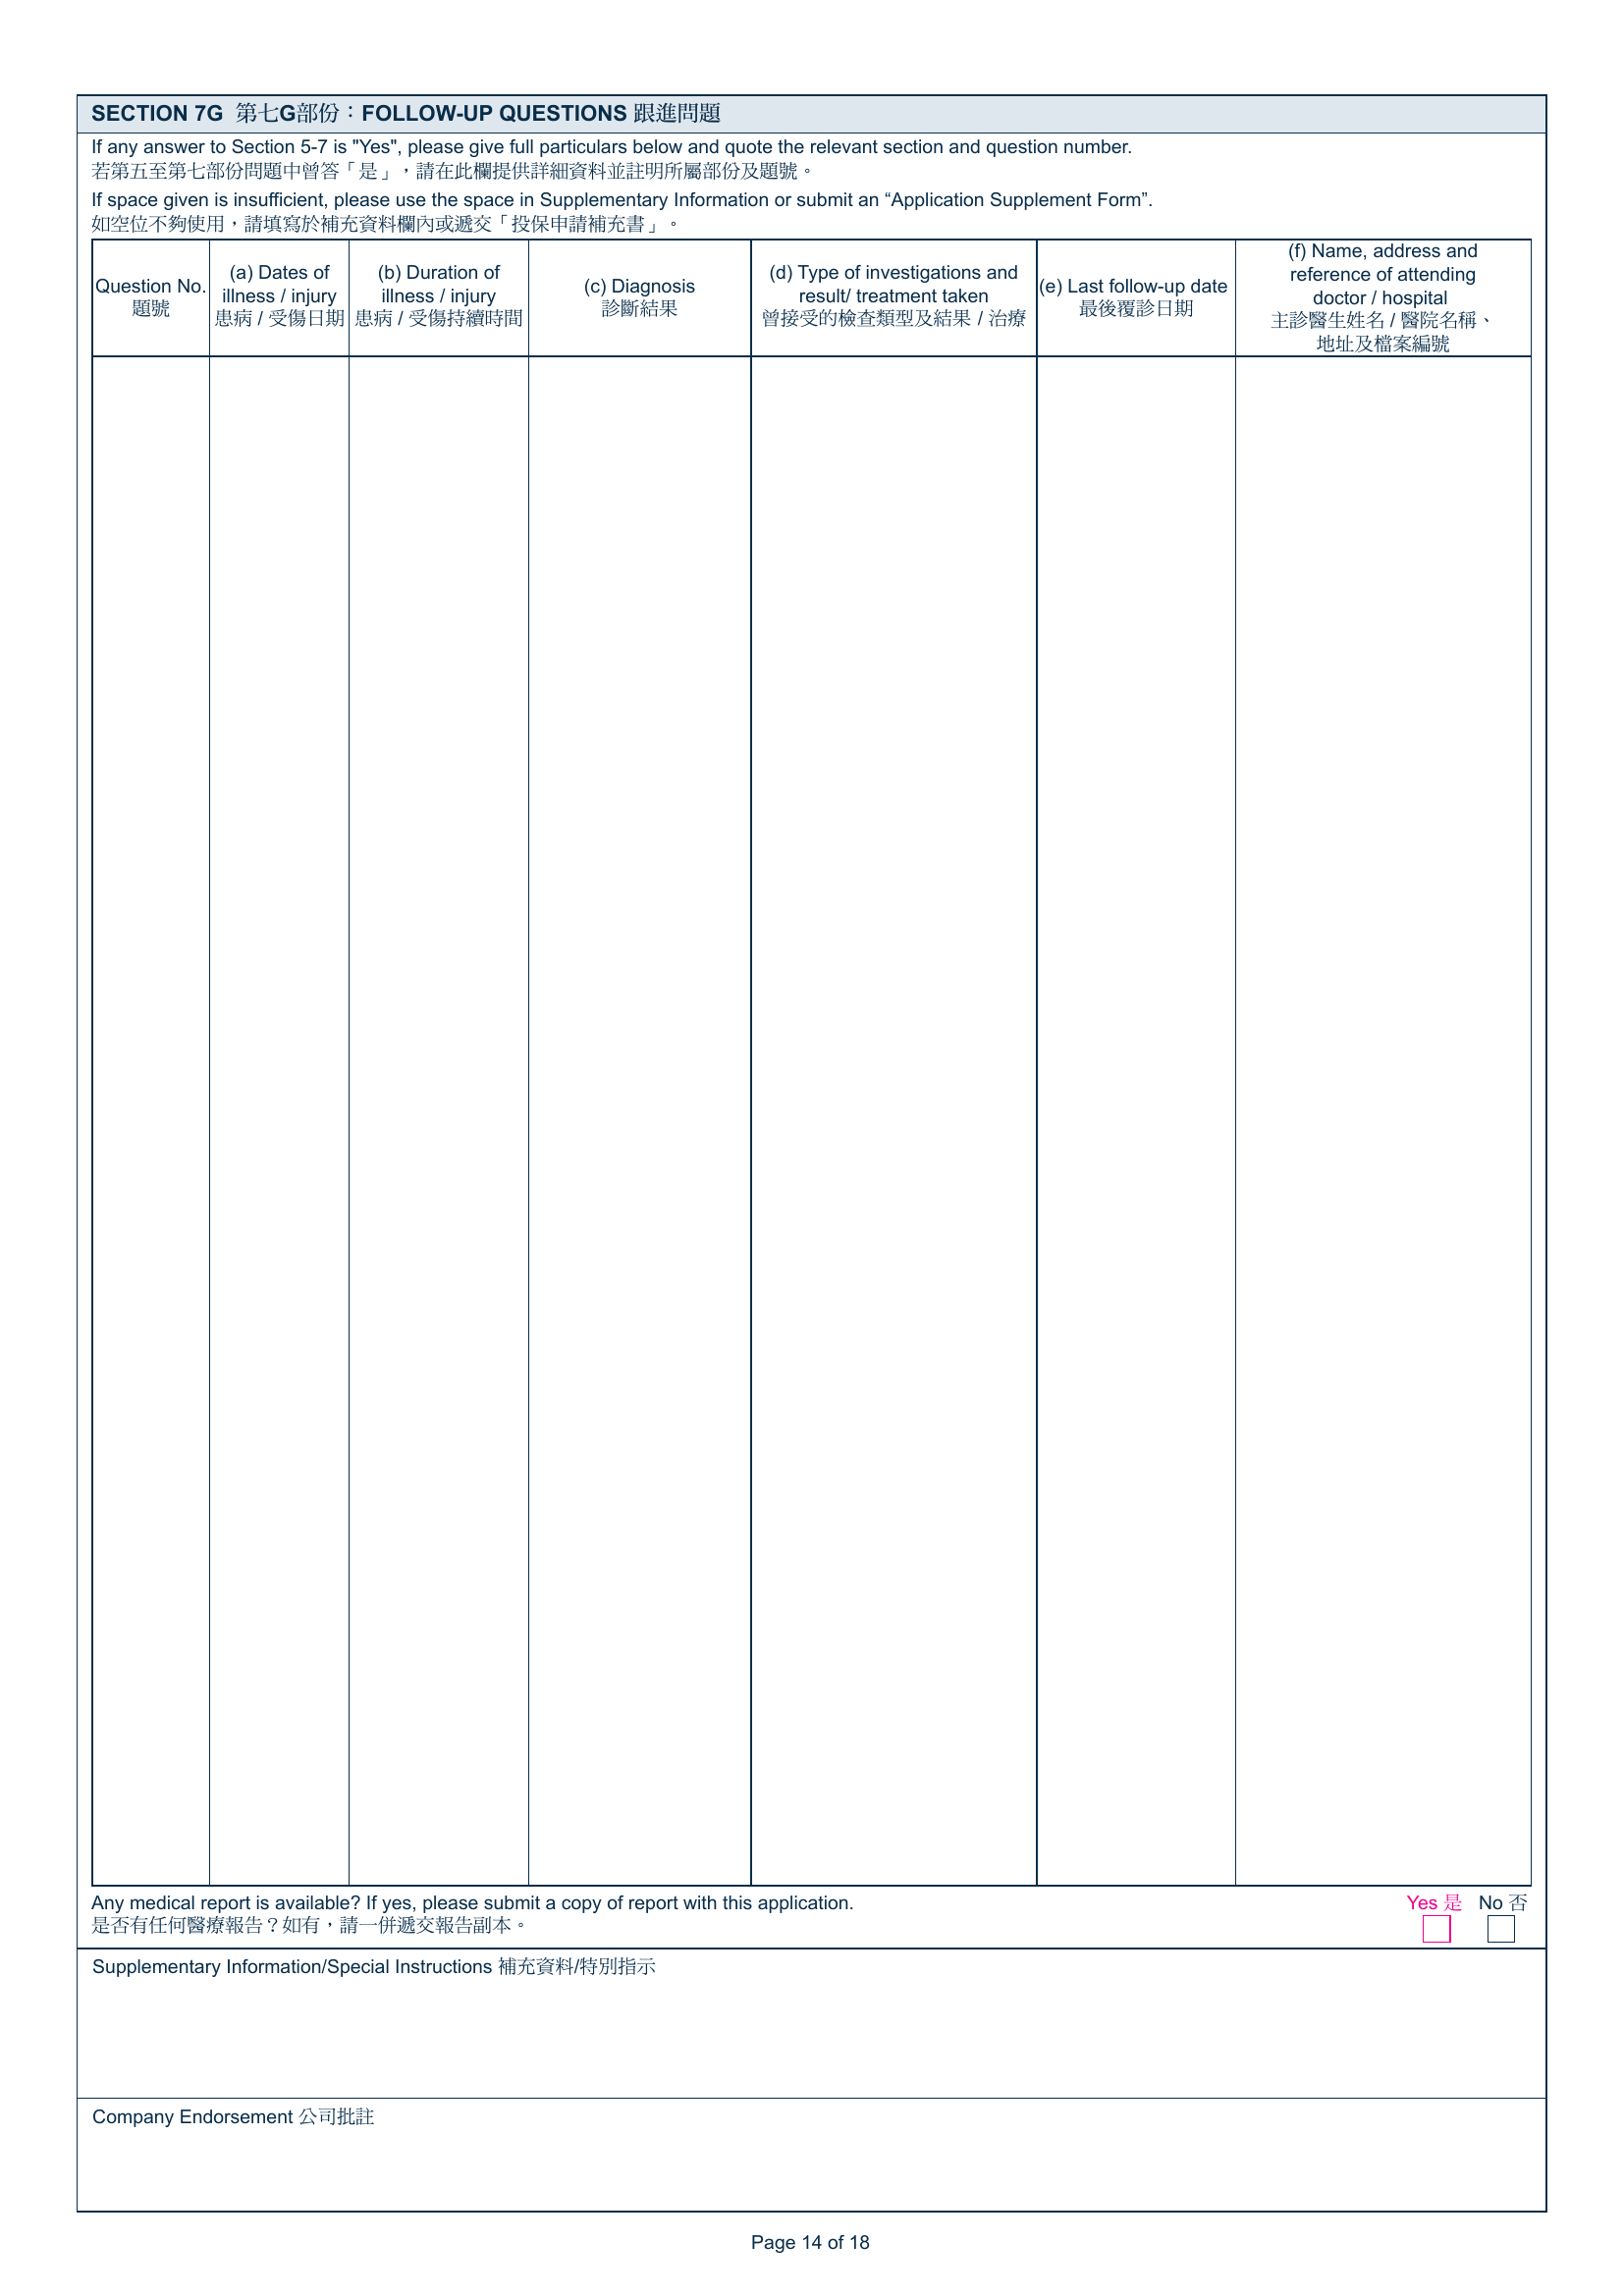 SECTION 7G 第七G部份：FOLLOW-UP QUESTIONS 跟進問題
If any answer to Section 5-7 is "Yes", please give full particulars below and quote the relevant section and question number.
若第五至第七部份問題中曾答「是」，請在此欄提供詳細資料並註明所屬部份及題號。
If space given is insufficient, please use the space in Supplementary Information or submit an “Application Supplement Form”.
如空位不夠使用，請填寫於補充資料欄內或遞交「投保申請補充書」。
Question No.
題號
(a) Dates of
illness / injury
患病 / 受傷日期
(b) Duration of
illness / injury
患病 / 受傷持續時間
(c) Diagnosis
診斷結果
(d) Type of investigations and
result/ treatment taken
曾接受的檢查類型及結果 / 治療
(e) Last follow-up date
最後覆診日期
(f) Name, address and
reference of attending
doctor / hospital
主診醫生姓名 / 醫院名稱、
地址及檔案編號
Any medical report is available? If yes, please submit a copy of report with this application.
是否有任何醫療報告？如有，請一併遞交報告副本。
Yes 是 No 否
Supplementary Information/Special Instructions 補充資料/特別指示
Company Endorsement 公司批註
Page 14 of 18